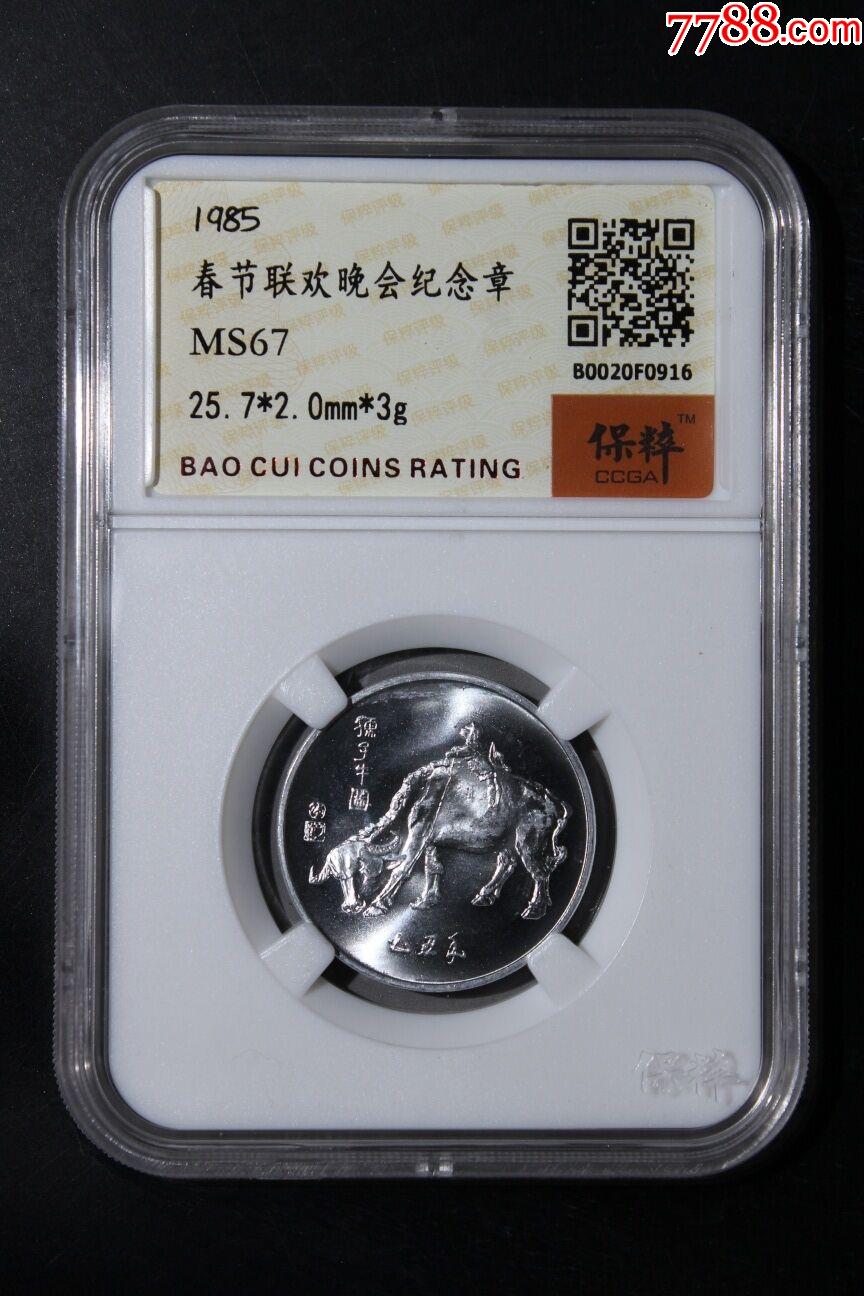 7788.com
1985
春节联欢晚会纪念章
MS67
25.7*2.0mm*3g
BAO CUI COINS RATING
B0020F0916
保粹 TM
CCGA
孺子牛圖
乙丑年
保粹